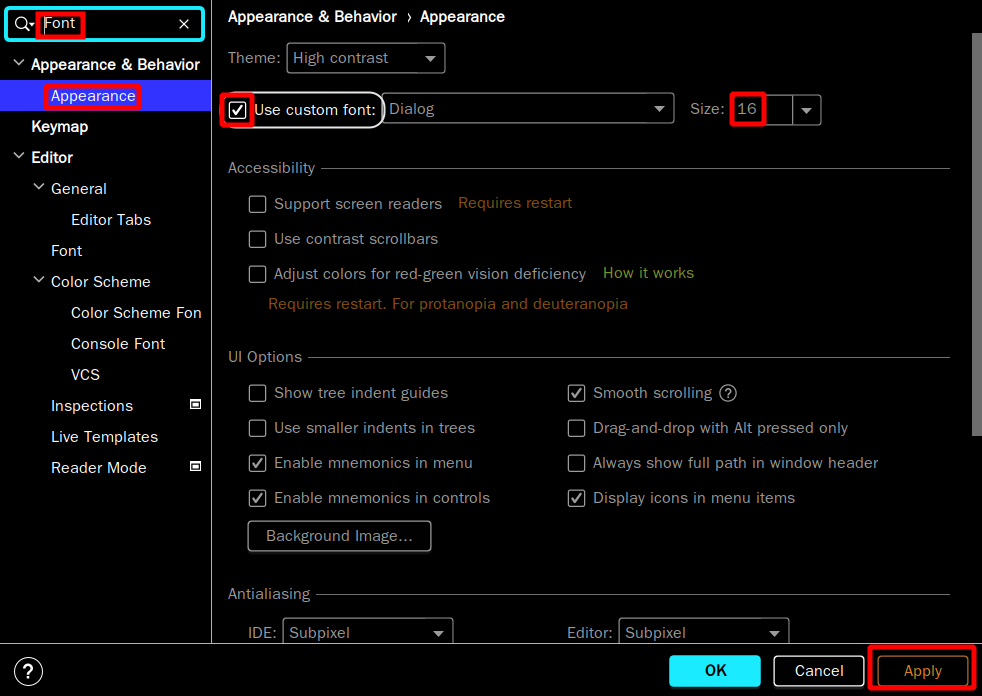 Font
Appearance & Behavior
Appearance
Keymap
Editor
General
Editor Tabs
Font
Color Scheme
Color Scheme Fon
Console Font
VCS
Inspections
Live Templates
Reader Mode
Appearance & Behavior › Appearance
Theme: High contrast
Use custom font: Dialog Size: 16
Accessibility
Support screen readers Requires restart
Use contrast scrollbars
Adjust colors for red-green vision deficiency How it works
Requires restart. For protanopia and deuteranopia
UI Options
Show tree indent guides Smooth scrolling ?
Use smaller indents in trees Drag-and-drop with Alt pressed only
Enable mnemonics in menu Always show full path in window header
Enable mnemonics in controls Display icons in menu items
Background Image...
Antialiasing
IDE: Subpixel Editor: Subpixel
? OK Cancel Apply